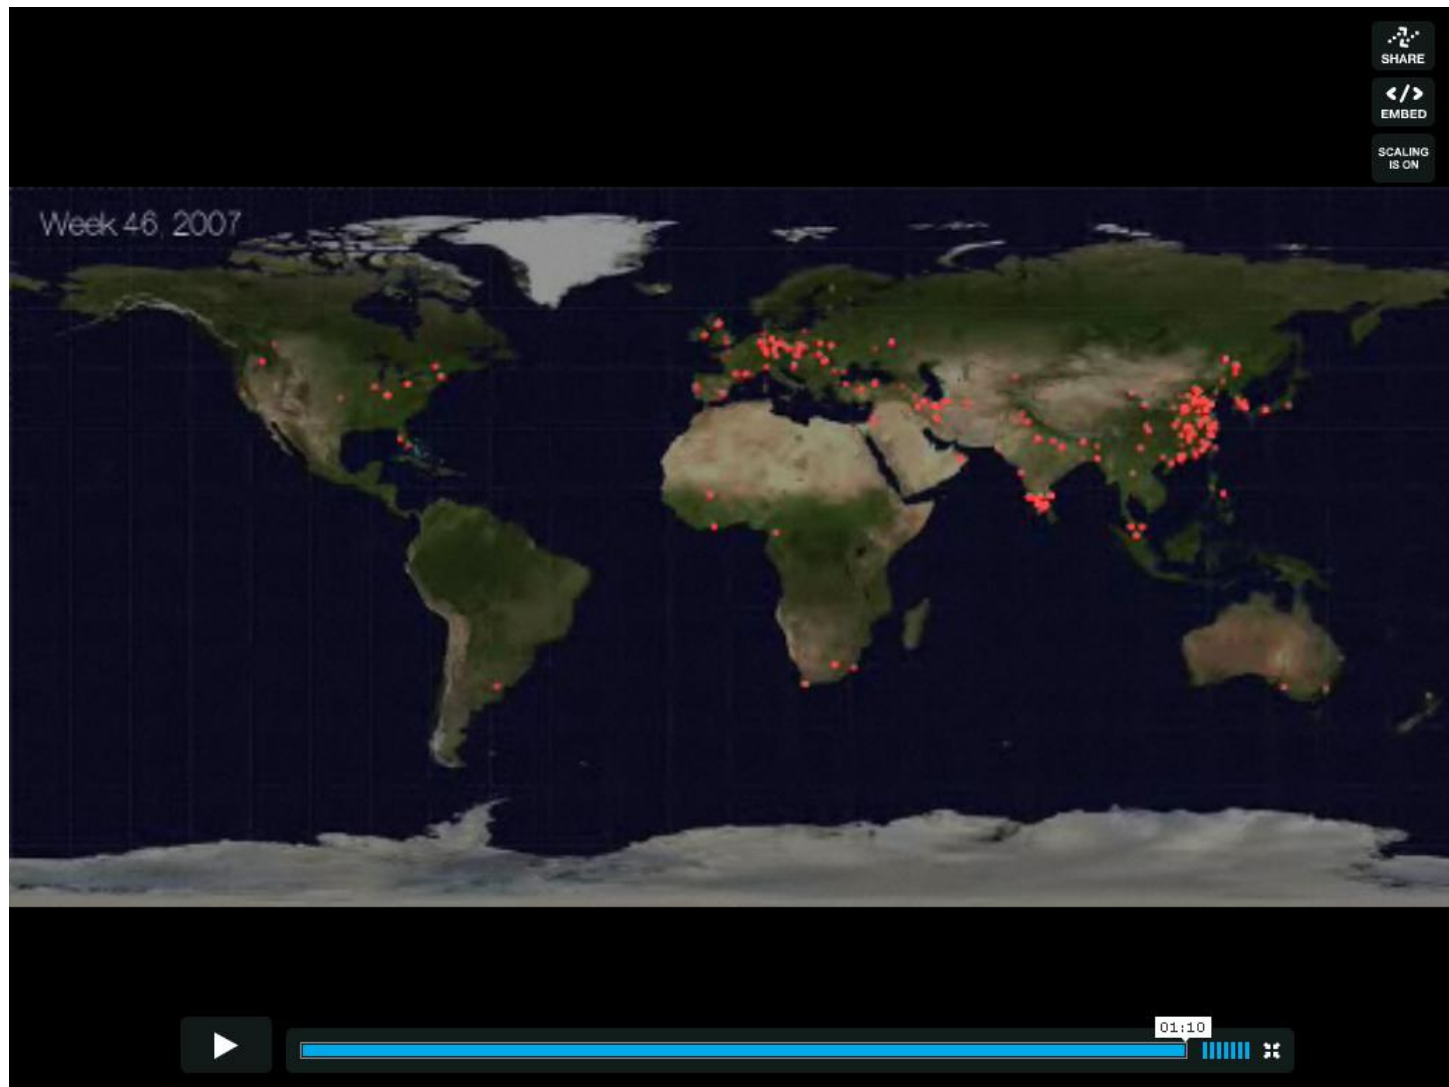 SHARE
</>
EMBED
SCALING
IS ON
Week 46, 2007
01:10